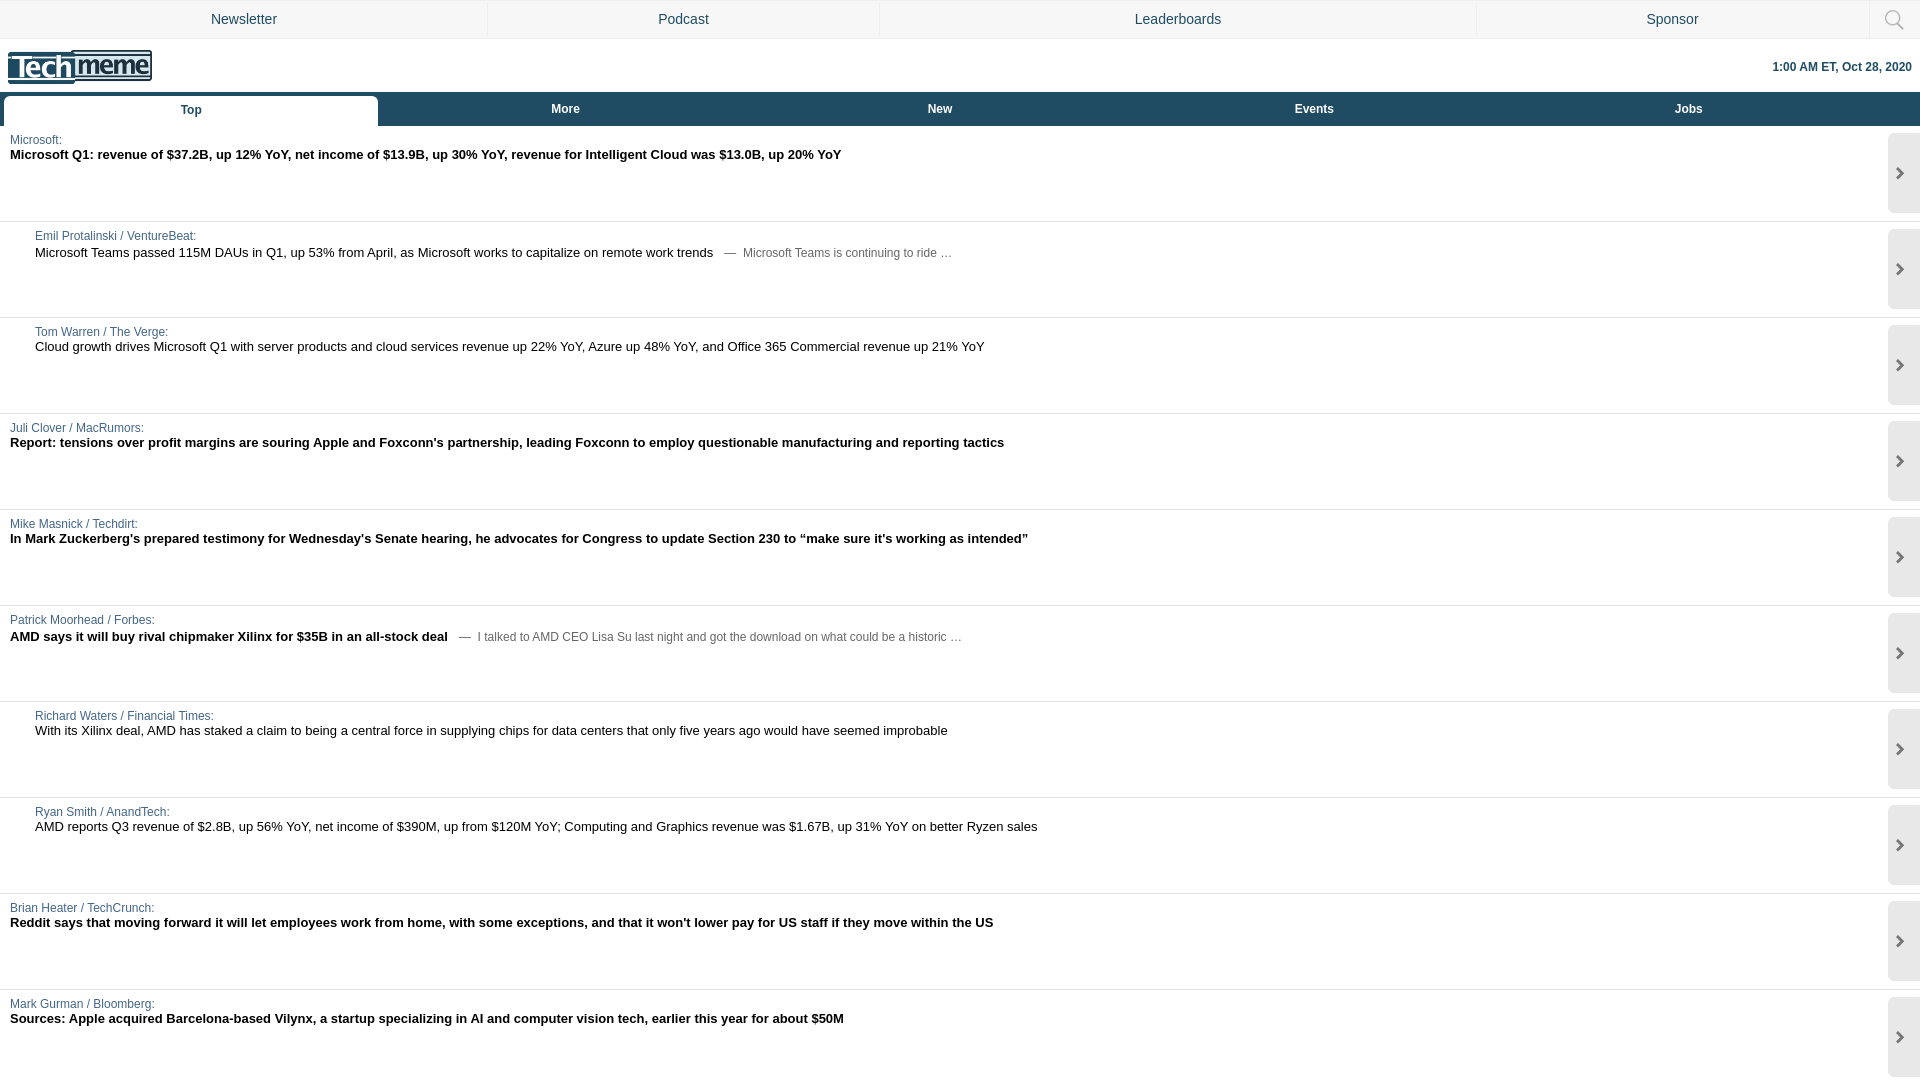 Newsletter
Podcast
Leaderboards
Sponsor
Techmeme
1:00 AM ET, Oct 28, 2020
Top
More
New
Events
Jobs
Microsoft:
Microsoft Q1: revenue of $37.2B, up 12% YoY, net income of $13.9B, up 30% YoY, revenue for Intelligent Cloud was $13.0B, up 20% YoY
Emil Protalinski / VentureBeat:
Microsoft Teams passed 115M DAUs in Q1, up 53% from April, as Microsoft works to capitalize on remote work trends — Microsoft Teams is continuing to ride …
Tom Warren / The Verge:
Cloud growth drives Microsoft Q1 with server products and cloud services revenue up 22% YoY, Azure up 48% YoY, and Office 365 Commercial revenue up 21% YoY
Juli Clover / MacRumors:
Report: tensions over profit margins are souring Apple and Foxconn's partnership, leading Foxconn to employ questionable manufacturing and reporting tactics
Mike Masnick / Techdirt:
In Mark Zuckerberg's prepared testimony for Wednesday's Senate hearing, he advocates for Congress to update Section 230 to “make sure it's working as intended”
Patrick Moorhead / Forbes:
AMD says it will buy rival chipmaker Xilinx for $35B in an all-stock deal — I talked to AMD CEO Lisa Su last night and got the download on what could be a historic …
Richard Waters / Financial Times:
With its Xilinx deal, AMD has staked a claim to being a central force in supplying chips for data centers that only five years ago would have seemed improbable
Ryan Smith / AnandTech:
AMD reports Q3 revenue of $2.8B, up 56% YoY, net income of $390M, up from $120M YoY; Computing and Graphics revenue was $1.67B, up 31% YoY on better Ryzen sales
Brian Heater / TechCrunch:
Reddit says that moving forward it will let employees work from home, with some exceptions, and that it won't lower pay for US staff if they move within the US
Mark Gurman / Bloomberg:
Sources: Apple acquired Barcelona-based Vilynx, a startup specializing in AI and computer vision tech, earlier this year for about $50M